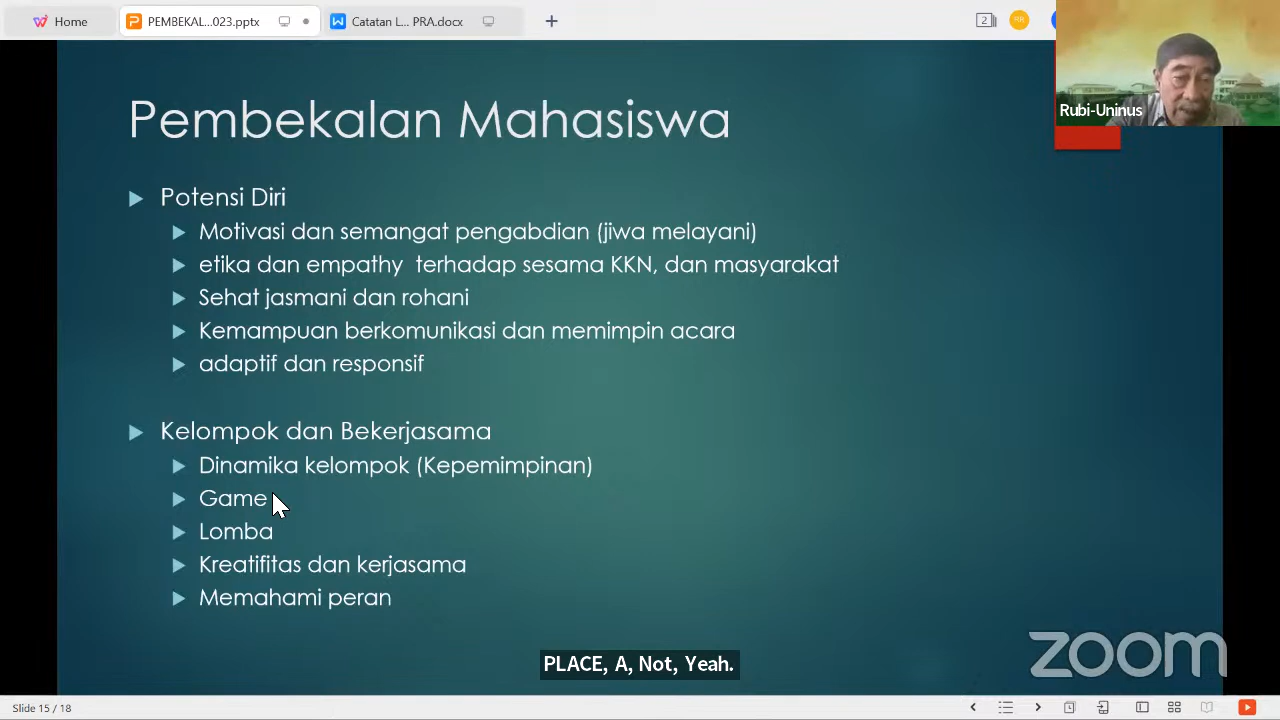 Home
PEMBEKAL...023.pptx
Catatan L... PRA.docx
2
RR
Rubi-Uninus
Pembekalan Mahasiswa
Potensi Diri
Motivasi dan semangat pengabdian (jiwa melayani)
etika dan empathy terhadap sesama KKN, dan masyarakat
Sehat jasmani dan rohani
Kemampuan berkomunikasi dan memimpin acara
adaptif dan responsif
Kelompok dan Bekerjasama
Dinamika kelompok (Kepemimpinan)
Game
Lomba
Kreatifitas dan kerjasama
Memahami peran
PLACE, A, Not, Yeah.
zoom
Slide 15 / 18